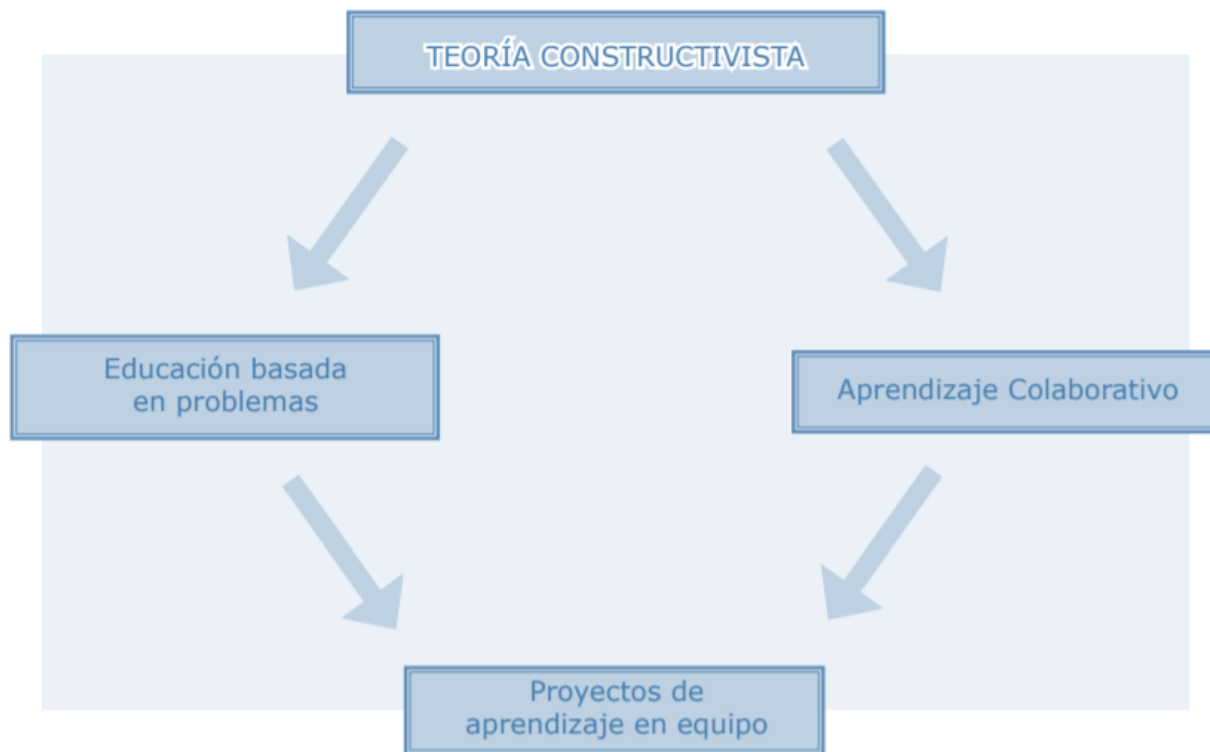 TEORÍA CONSTRUCTIVISTA
Educación basada
en problemas
Aprendizaje Colaborativo
Proyectos de
aprendizaje en equipo